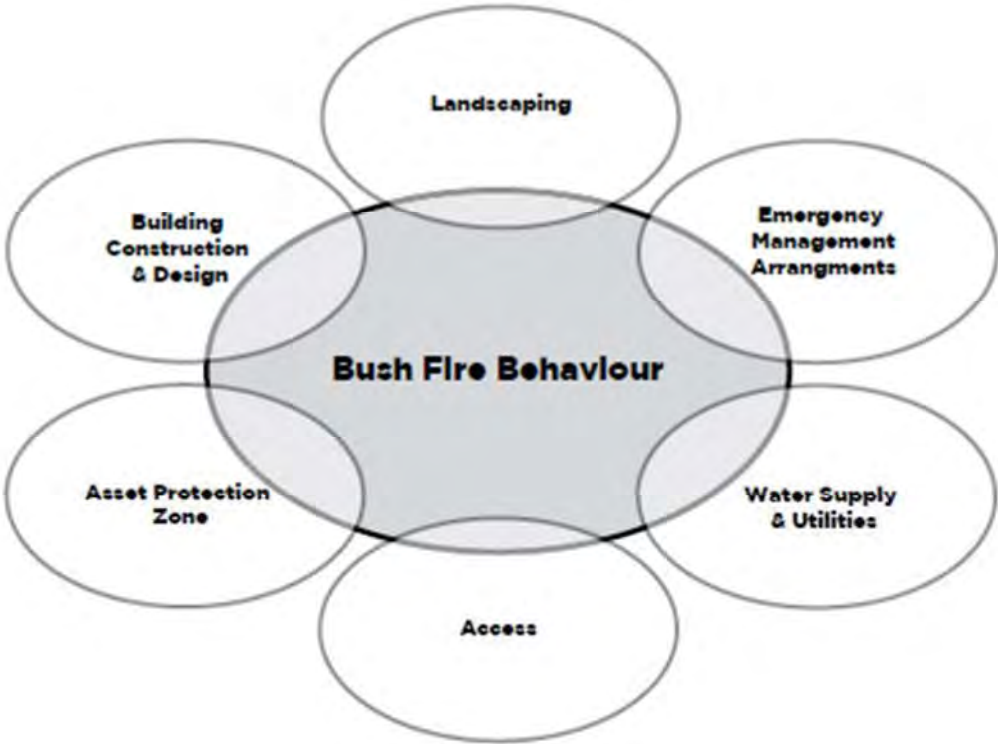 Landscaping
Building
Construction
& Design
Emergency
Management
Arrangments
Bush Fire Behaviour
Asset Protection
Zone
Water Supply
& Utilities
Access